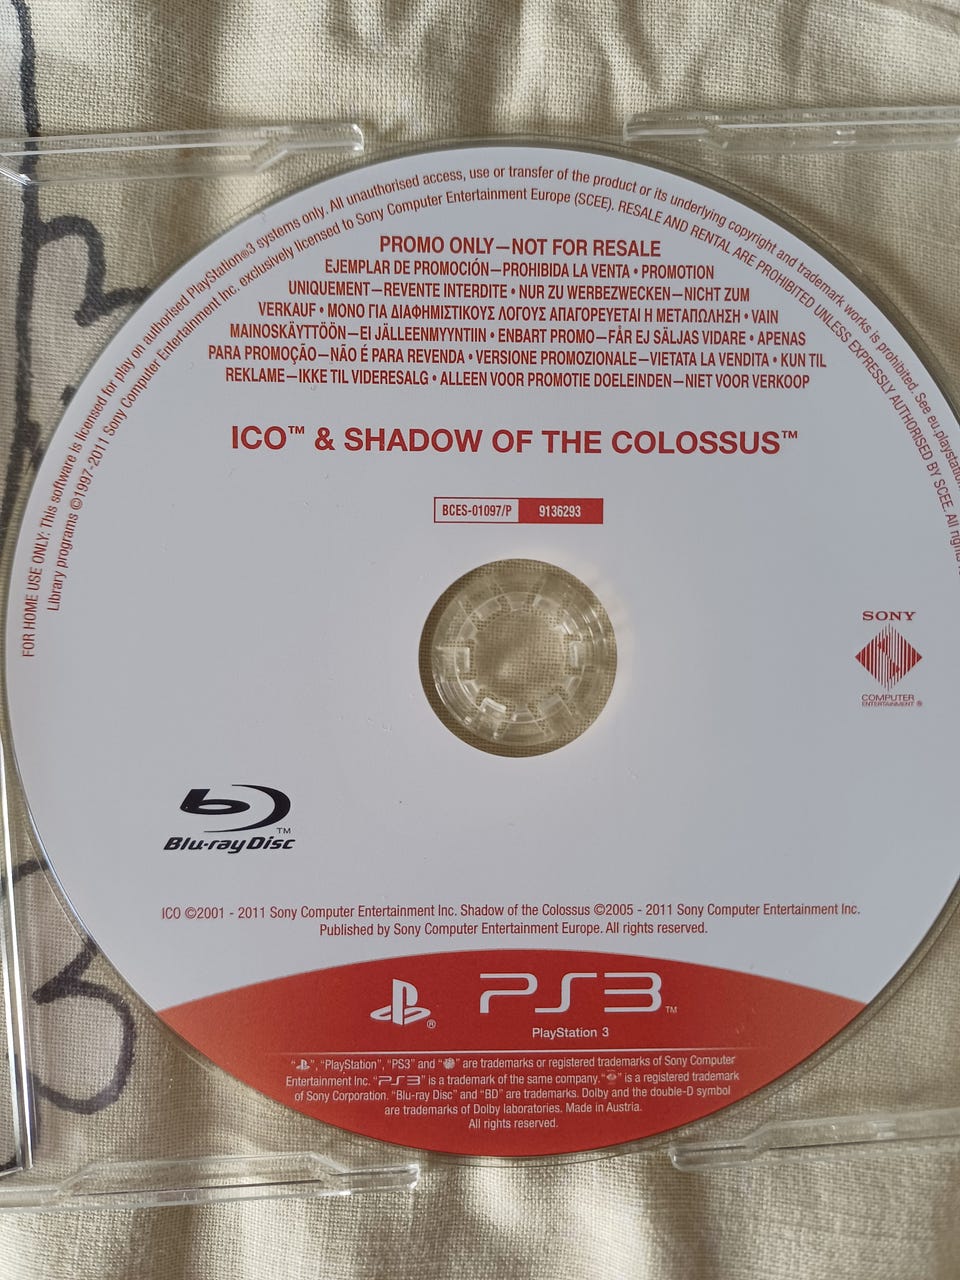 FOR HOME USE ONLY: This software is licensed for play on authorised PlayStation®3 systems only. All unauthorised access, use or transfer of the product or its underlying copyright and trademark works is prohibited. See eu.playstation.
Library programs ©1997-2011 Sony Computer Entertainment Inc. exclusively licensed to Sony Computer Entertainment Europe (SCEE). RESALE AND RENTAL ARE PROHIBITED UNLESS EXPRESSLY AUTHORISED BY SCEE. All rights
PROMO ONLY—NOT FOR RESALE
EJEMPLAR DE PROMOCIÓN—PROHIBIDA LA VENTA • PROMOTION
UNIQUEMENT—REVENTE INTERDITE • NUR ZU WERBEZWECKEN—NICHT ZUM
VERKAUF • ΜΟΝΟ ΓΙΑ ΔΙΑΦΗΜΙΣΤΙΚΟΥΣ ΛΟΓΟΥΣ ΑΠΑΓΟΡΕΥΕΤΑΙ Η ΜΕΤΑΠΩΛΗΣΗ • VAIN
MAINOSKÄYTTÖÖN—EI JÄLLEENMYYNTIIN • ENBART PROMO—FÅR EJ SÄLJAS VIDARE • APENAS
PARA PROMOÇÃO—NÃO É PARA REVENDA • VERSIONE PROMOZIONALE—VIETATA LA VENDITA • KUN TIL
REKLAME—IKKE TIL VIDERESALG • ALLEEN VOOR PROMOTIE DOELEINDEN—NIET VOOR VERKOOP
ICO™ & SHADOW OF THE COLOSSUS™
BCES-01097/P 9136293
SONY
COMPUTER
ENTERTAINMENT ®
Blu-ray Disc TM
ICO ©2001 - 2011 Sony Computer Entertainment Inc. Shadow of the Colossus ©2005 - 2011 Sony Computer Entertainment Inc.
Published by Sony Computer Entertainment Europe. All rights reserved.
® PS3 TM
PlayStation 3
"", "PlayStation", "PS3" and "" are trademarks or registered trademarks of Sony Computer
Entertainment Inc. "PS3" is a trademark of the same company. "" is a registered trademark
of Sony Corporation. "Blu-ray Disc" and "BD" are trademarks. Dolby and the double-D symbol
are trademarks of Dolby laboratories. Made in Austria.
All rights reserved.